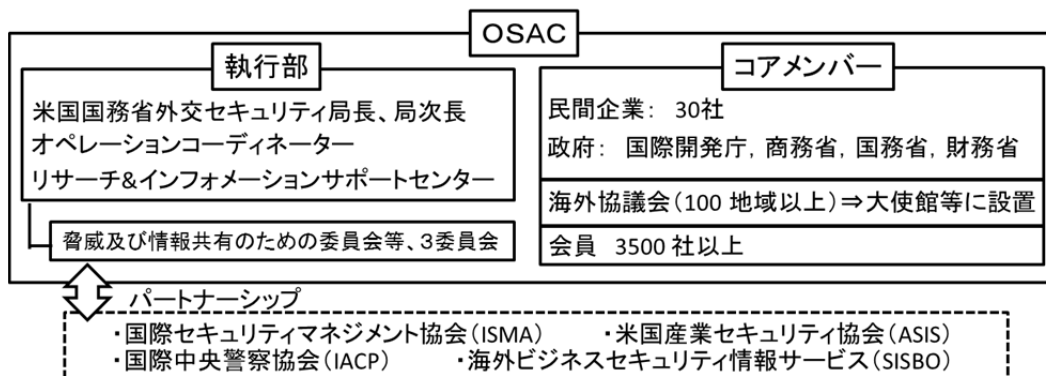 OSAC
執行部
米国国務省外交セキュリティ局長、局次長
オペレーションコーディネーター
リサーチ&インフォメーションサポートセンター
脅威及び情報共有のための委員会等、3委員会
コアメンバー
民間企業: 30社
政府: 国際開発庁, 商務省, 国務省, 財務省
海外協議会(100 地域以上)⇒大使館等に設置
会員 3500 社以上
パートナーシップ
・国際セキュリティマネジメント協会(ISMA) ・米国産業セキュリティ協会(ASIS)
・国際中央警察協会(IACP) ・海外ビジネスセキュリティ情報サービス(SISBO)